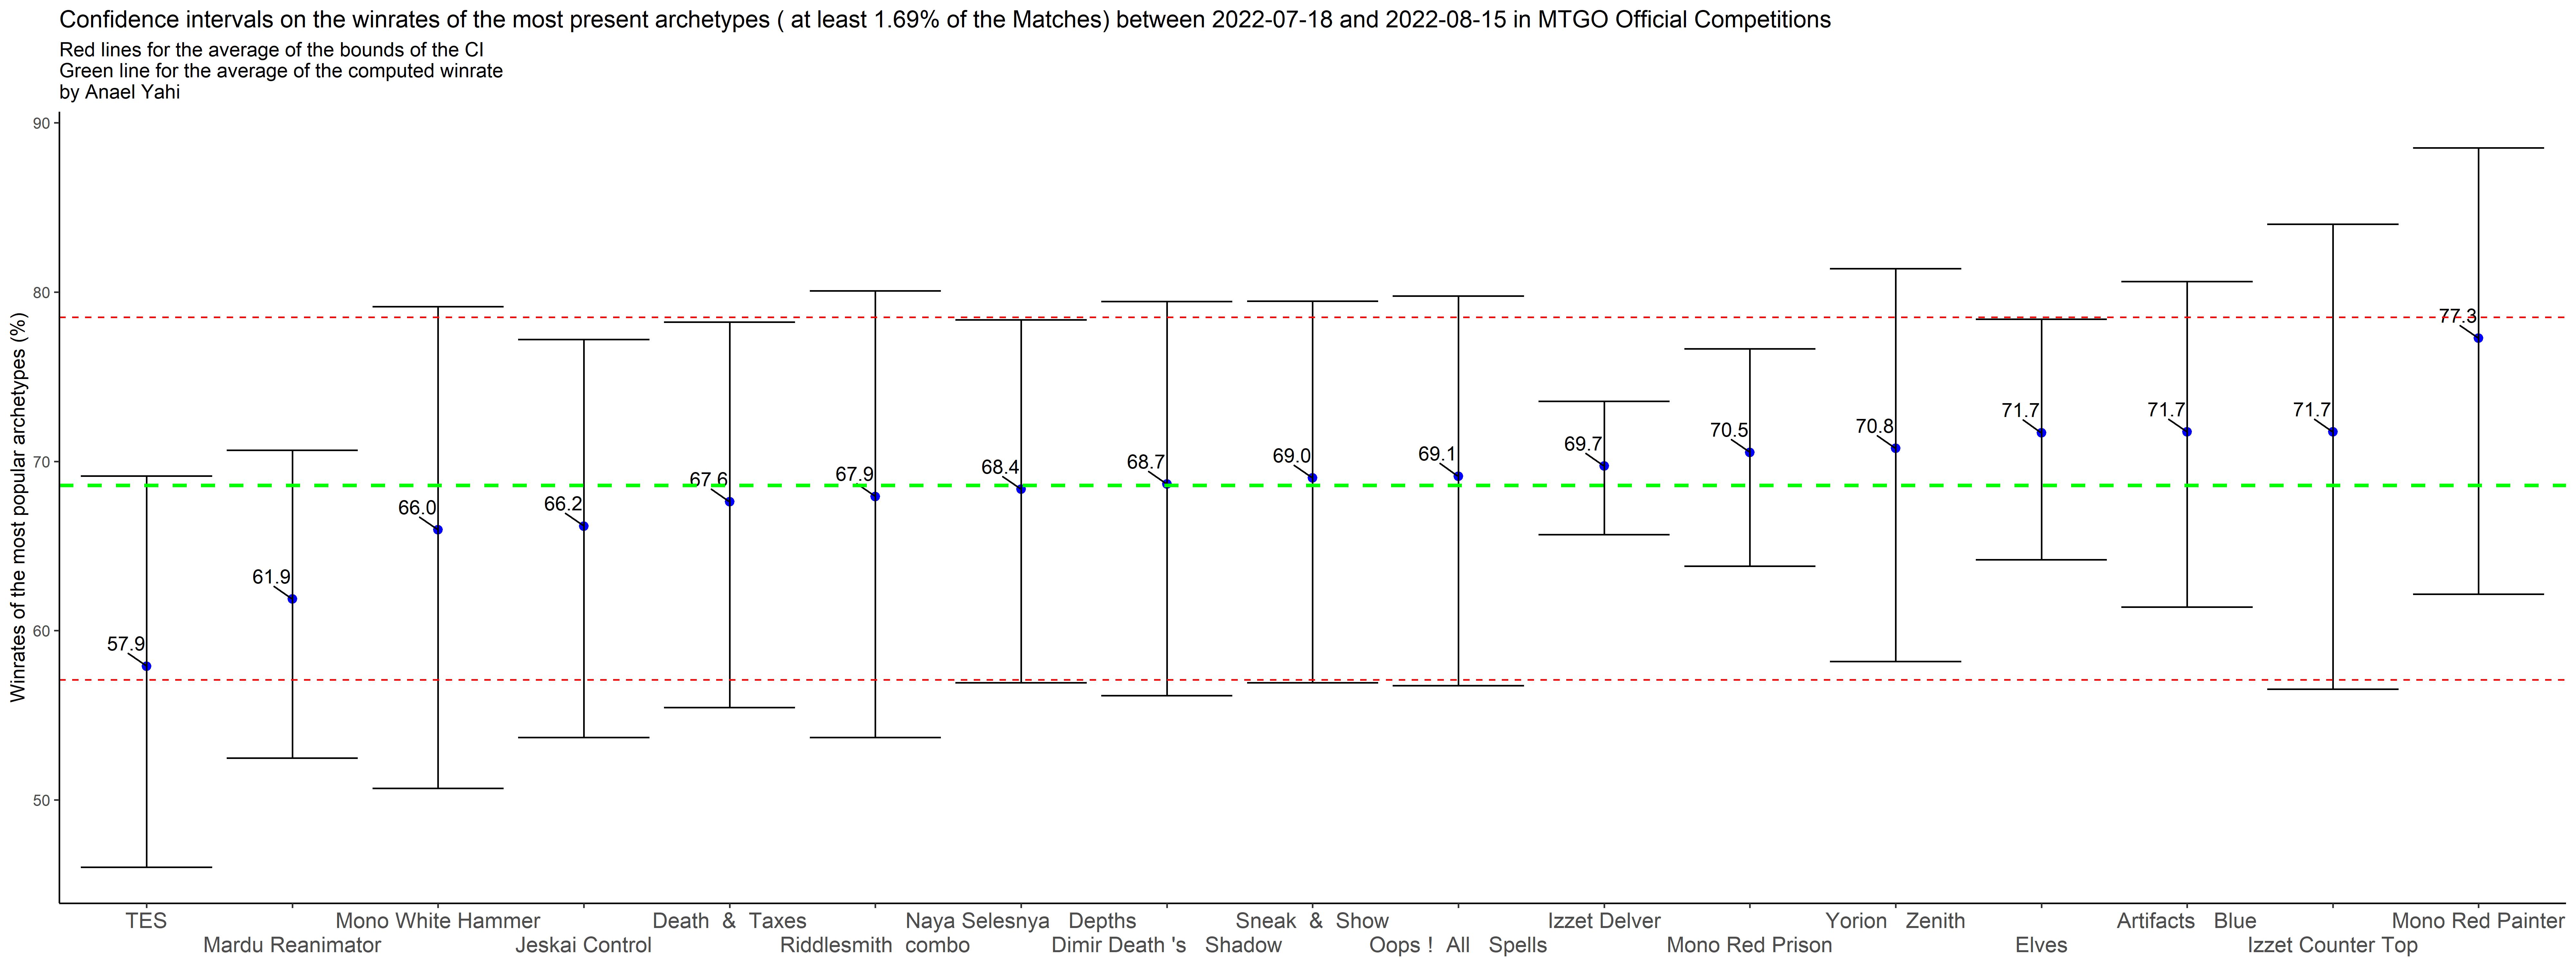 Confidence intervals on the winrates of the most present archetypes ( at least 1.69% of the Matches) between 2022-07-18 and 2022-08-15 in MTGO Official Competitions
Red lines for the average of the bounds of the CI
Green line for the average of the computed winrate
by Anael Yahi
Winrates of the most popular archetypes (%)
90
80
70
60
50
57.9
61.9
66.0
66.2
67.6
67.9
68.4
68.7
69.0
69.1
69.7
70.5
70.8
71.7
71.7
71.7
77.3
TES
Mardu Reanimator
Mono White Hammer
Jeskai Control
Death & Taxes
Riddlesmith combo
Naya Selesnya Depths
Dimir Death 's Shadow
Sneak & Show
Oops ! All Spells
Izzet Delver
Mono Red Prison
Yorion Zenith
Elves
Artifacts Blue
Izzet Counter Top
Mono Red Painter